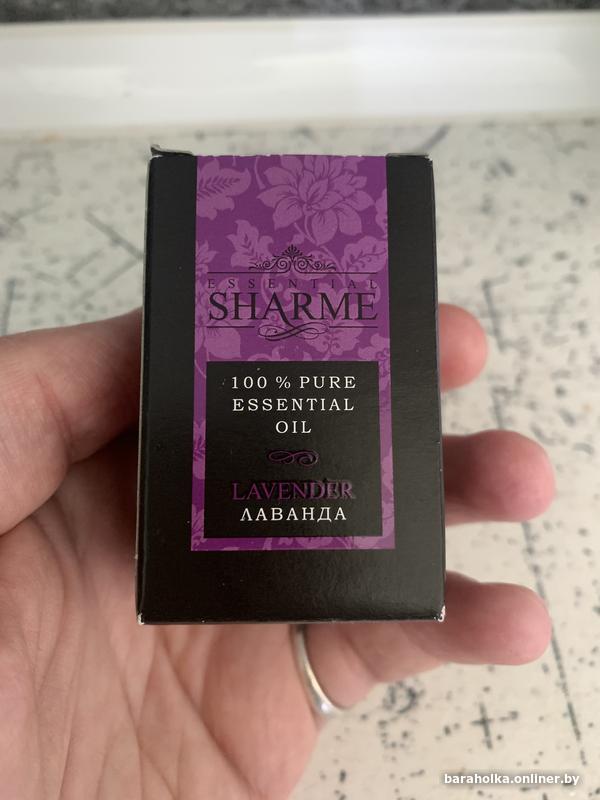 ESSENTIAL
SHARME
100 % PURE
ESSENTIAL
OIL
LAVENDER
ЛАВАНДА
baraholka.onliner.by